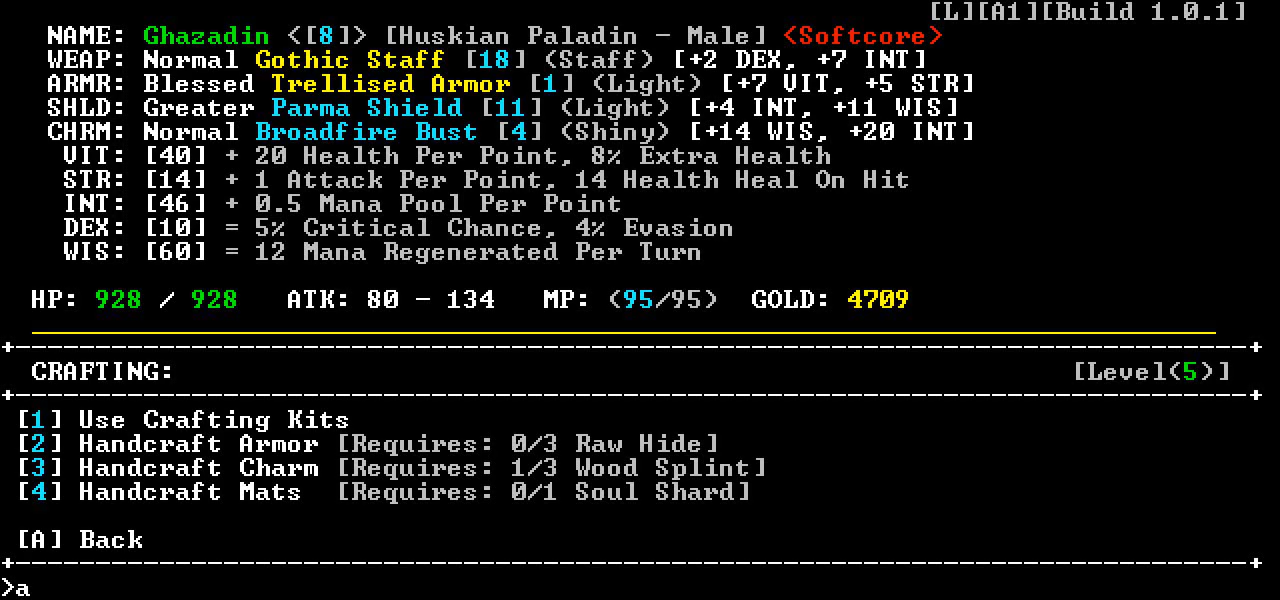 [L][A1][Build 1.0.1]
NAME: Ghazadin <[8]> [Huskian Paladin - Male] <Softcore>
WEAP: Normal Gothic Staff [18] (Staff) [+2 DEX, +7 INT]
ARMR: Blessed Trellised Armor [1] (Light) [+7 VIT, +5 STR]
SHLD: Greater Parma Shield [11] (Light) [+4 INT, +11 WIS]
CHRM: Normal Broadfire Bust [4] (Shiny) [+14 WIS, +20 INT]
VIT: [40] + 20 Health Per Point, 8% Extra Health
STR: [14] + 1 Attack Per Point, 14 Health Heal On Hit
INT: [46] + 0.5 Mana Pool Per Point
DEX: [10] = 5% Critical Chance, 4% Evasion
WIS: [60] = 12 Mana Regenerated Per Turn
HP: 928 / 928 ATK: 80 - 134 MP: (95/95) GOLD: 4709
CRAFTING: [Level(5)]
[1] Use Crafting Kits
[2] Handcraft Armor [Requires: 0/3 Raw Hide]
[3] Handcraft Charm [Requires: 1/3 Wood Splint]
[4] Handcraft Mats [Requires: 0/1 Soul Shard]
[A] Back
>a